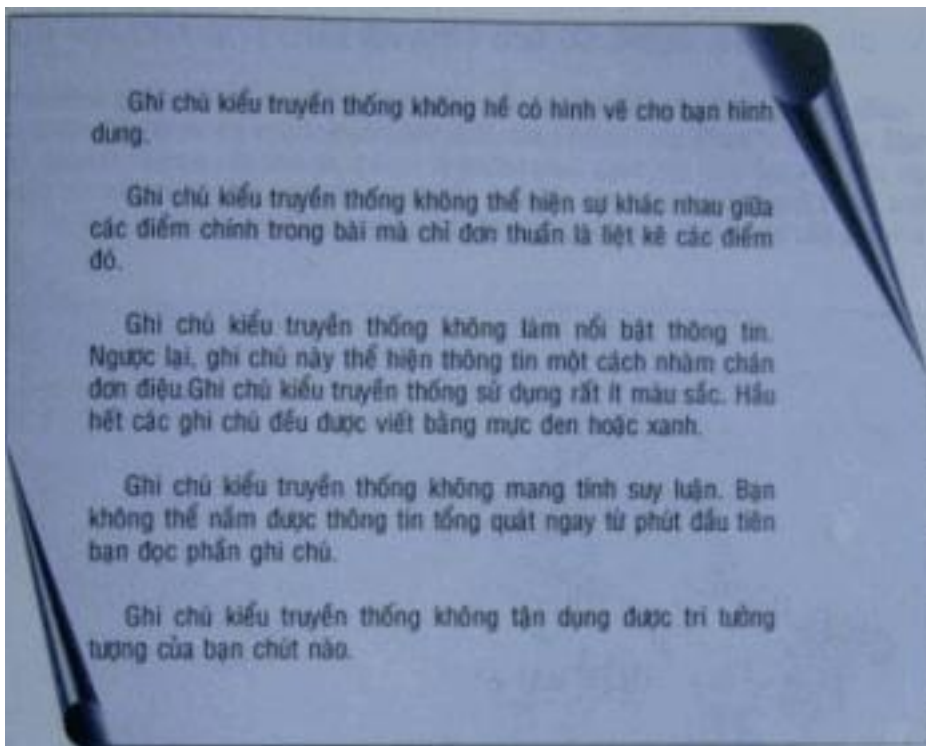 Ghi chú kiểu truyền thống không hề có hình vẽ cho bạn hình
dung.
Ghi chú kiểu truyền thống không thể hiện sự khác nhau giữa
các điểm chính trong bài mà chỉ đơn thuần là liệt kê các điểm
đó.
Ghi chú kiểu truyền thống không làm nổi bật thông tin.
Ngược lại, ghi chú này thể hiện thông tin một cách nhàm chán
đơn điệu.Ghi chú kiểu truyền thống sử dụng rất ít màu sắc. Hầu
hết các ghi chú đều được viết bằng mực đen hoặc xanh.
Ghi chú kiểu truyền thống không mang tính suy luận. Bạn
không thể nắm được thông tin tổng quát ngay từ phút đầu tiên
bạn đọc phần ghi chú.
Ghi chú kiểu truyền thống không tận dụng được trí tưởng
tượng của bạn chút nào.